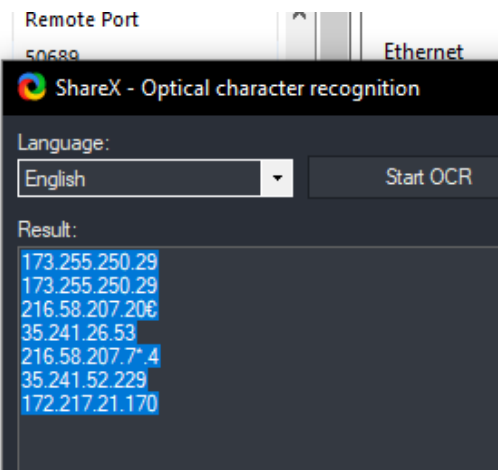 Remote Port
50689
Ethernet
ShareX - Optical character recognition
Language:
English
Start OCR
Result:
173.255.250.29
173.255.250.29
216.58.207.20€
35.241.26.53
216.58.207.7*.4
35.241.52.229
172.217.21.170